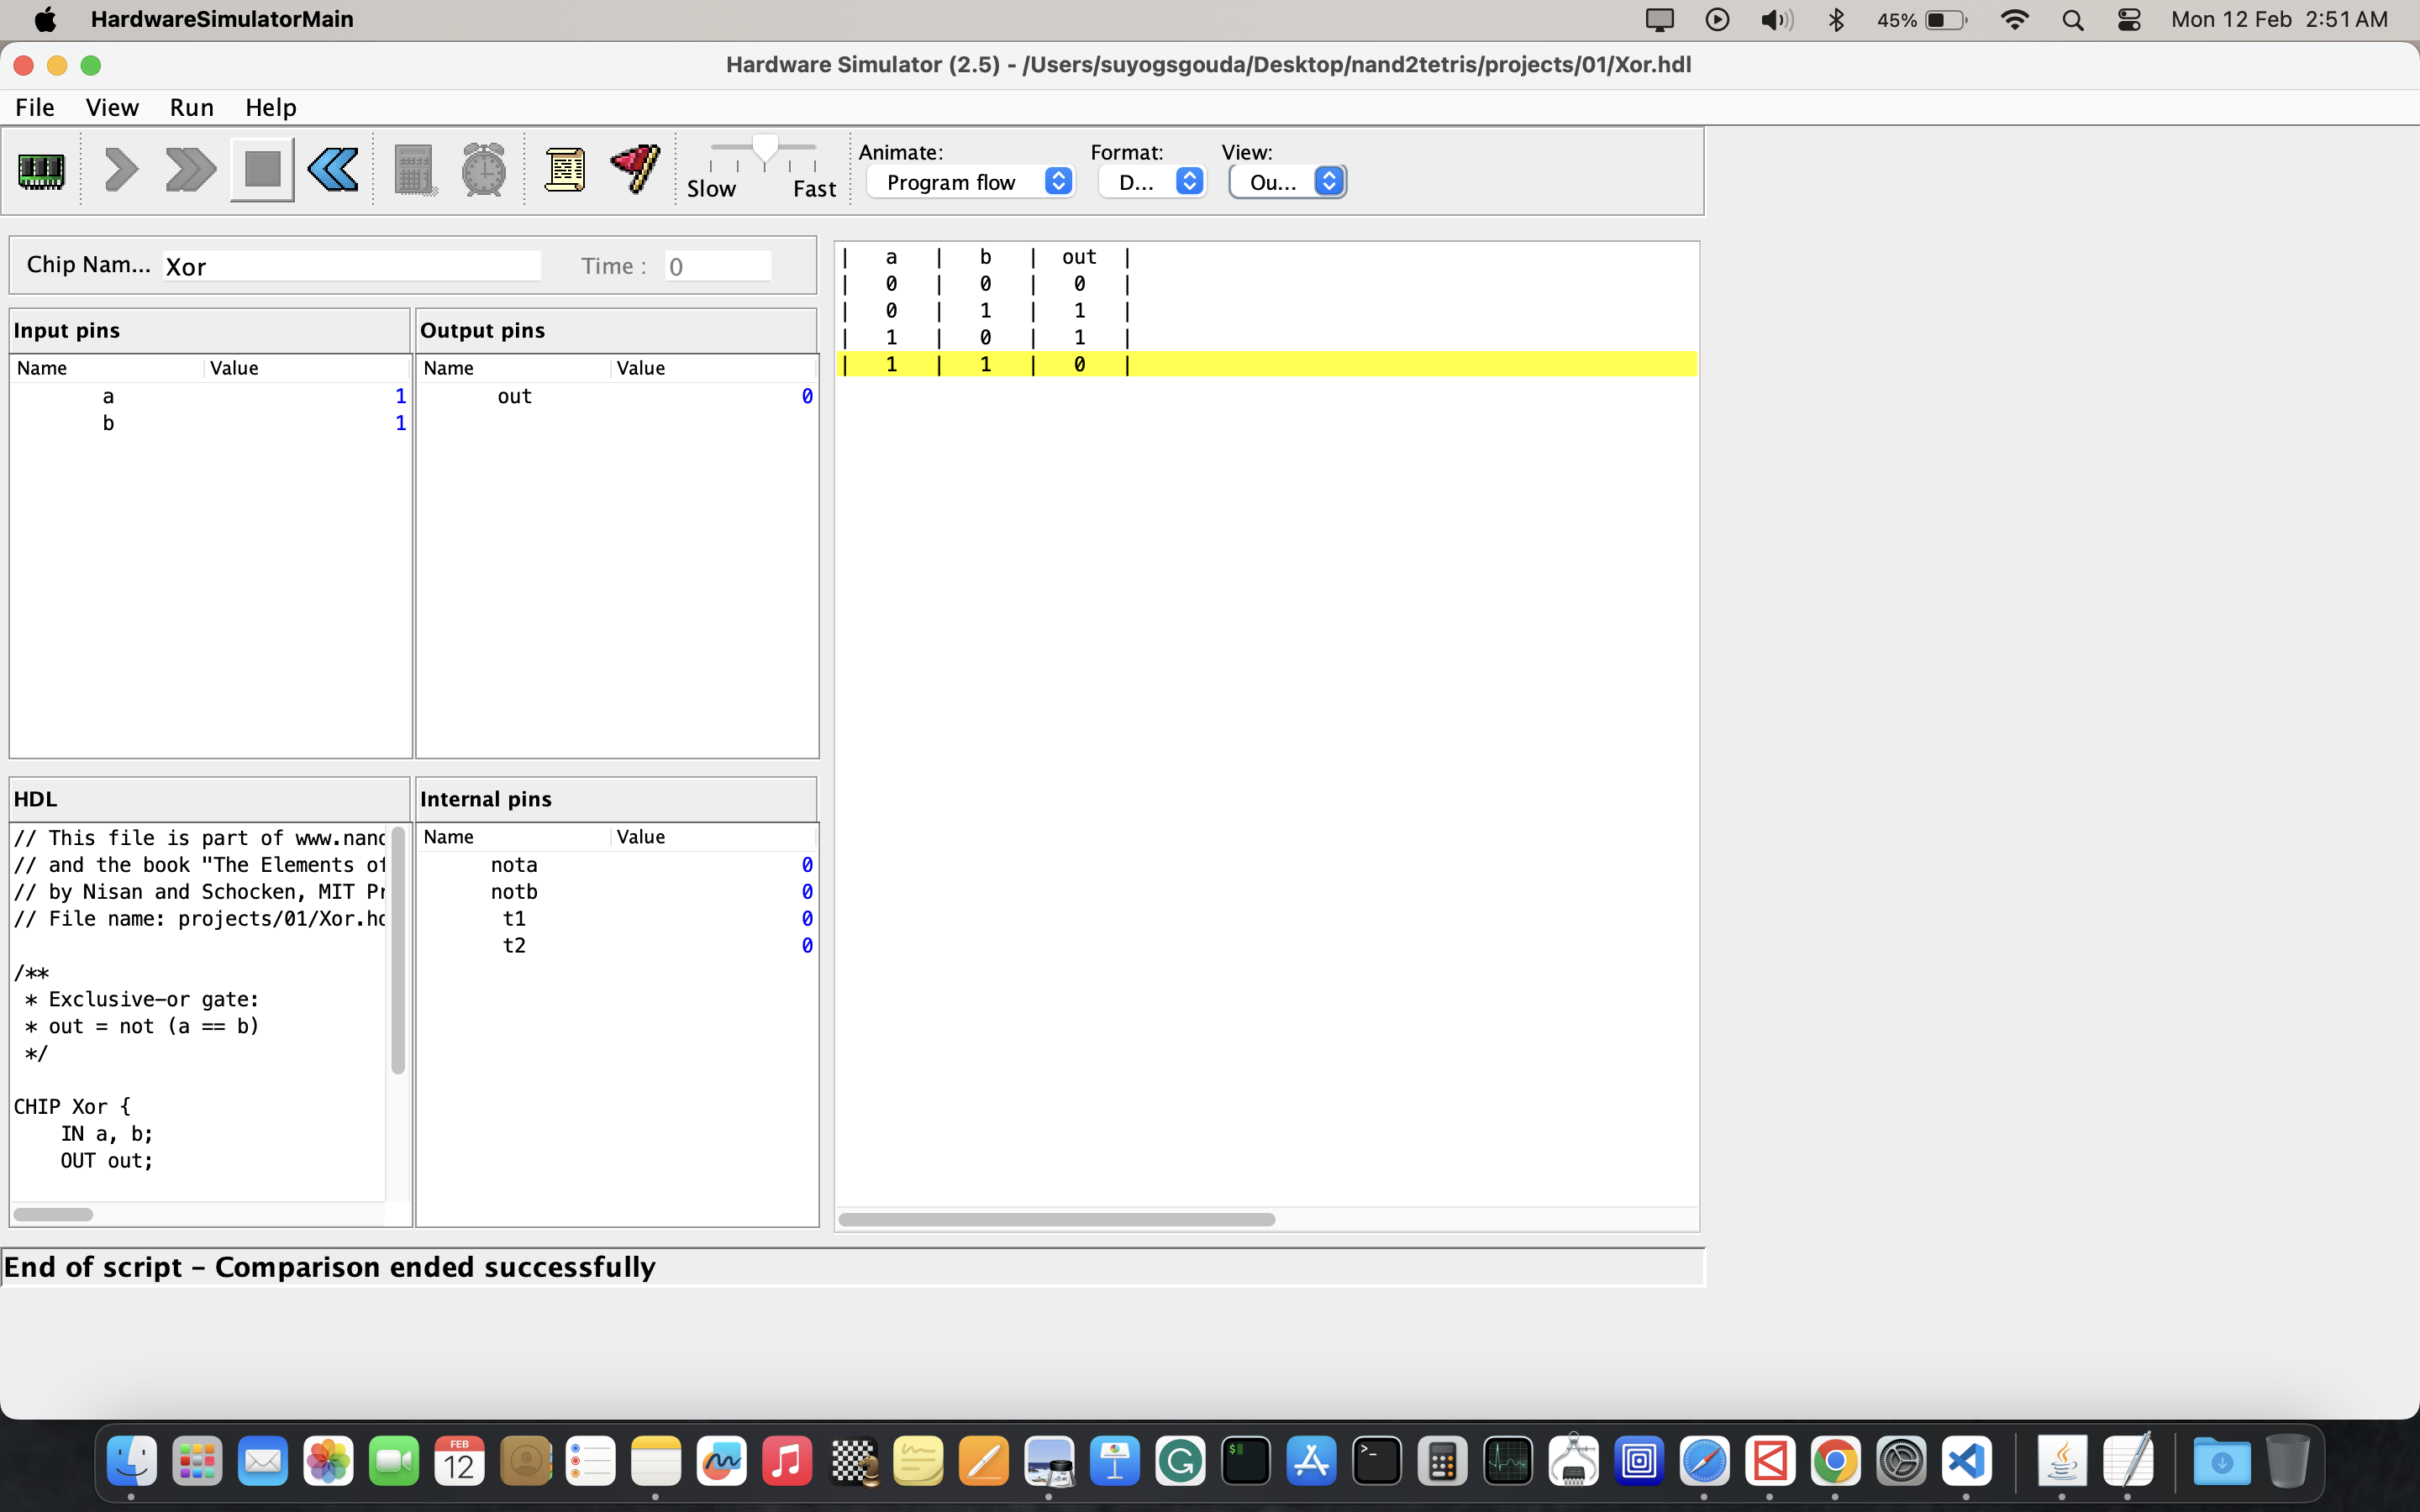 HardwareSimulatorMain
45%
Mon 12 Feb 2:51 AM
Hardware Simulator (2.5) - /Users/suyogsgouda/Desktop/nand2tetris/projects/01/Xor.hdl
File View Run Help
Slow Fast
Animate: Format: View:
Program flow D... Ou...
Chip Nam... Xor Time : 0
| a | b | out |
| 0 | 0 | 0 |
| 0 | 1 | 1 |
| 1 | 0 | 1 |
| 1 | 1 | 0 |
Input pins
Name Value
a 1
b 1
Output pins
Name Value
out 0
HDL
// This file is part of www.nand
// and the book "The Elements of
// by Nisan and Schocken, MIT Pr
// File name: projects/01/Xor.hd
/**
* Exclusive-or gate:
* out = not (a == b)
*/
CHIP Xor {
IN a, b;
OUT out;
Internal pins
Name Value
nota 0
notb 0
t1 0
t2 0
End of script – Comparison ended successfully
FEB
12